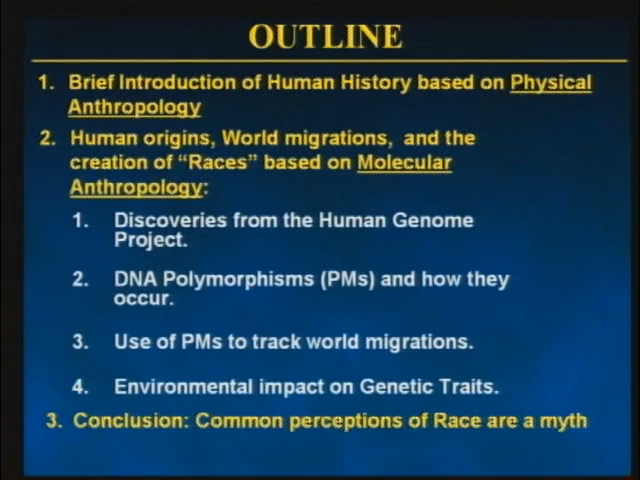 OUTLINE
1. Brief Introduction of Human History based on Physical
Anthropology
2. Human origins, World migrations, and the
creation of “Races” based on Molecular
Anthropology:
1. Discoveries from the Human Genome
Project.
2. DNA Polymorphisms (PMs) and how they
occur.
3. Use of PMs to track world migrations.
4. Environmental impact on Genetic Traits.
3. Conclusion: Common perceptions of Race are a myth